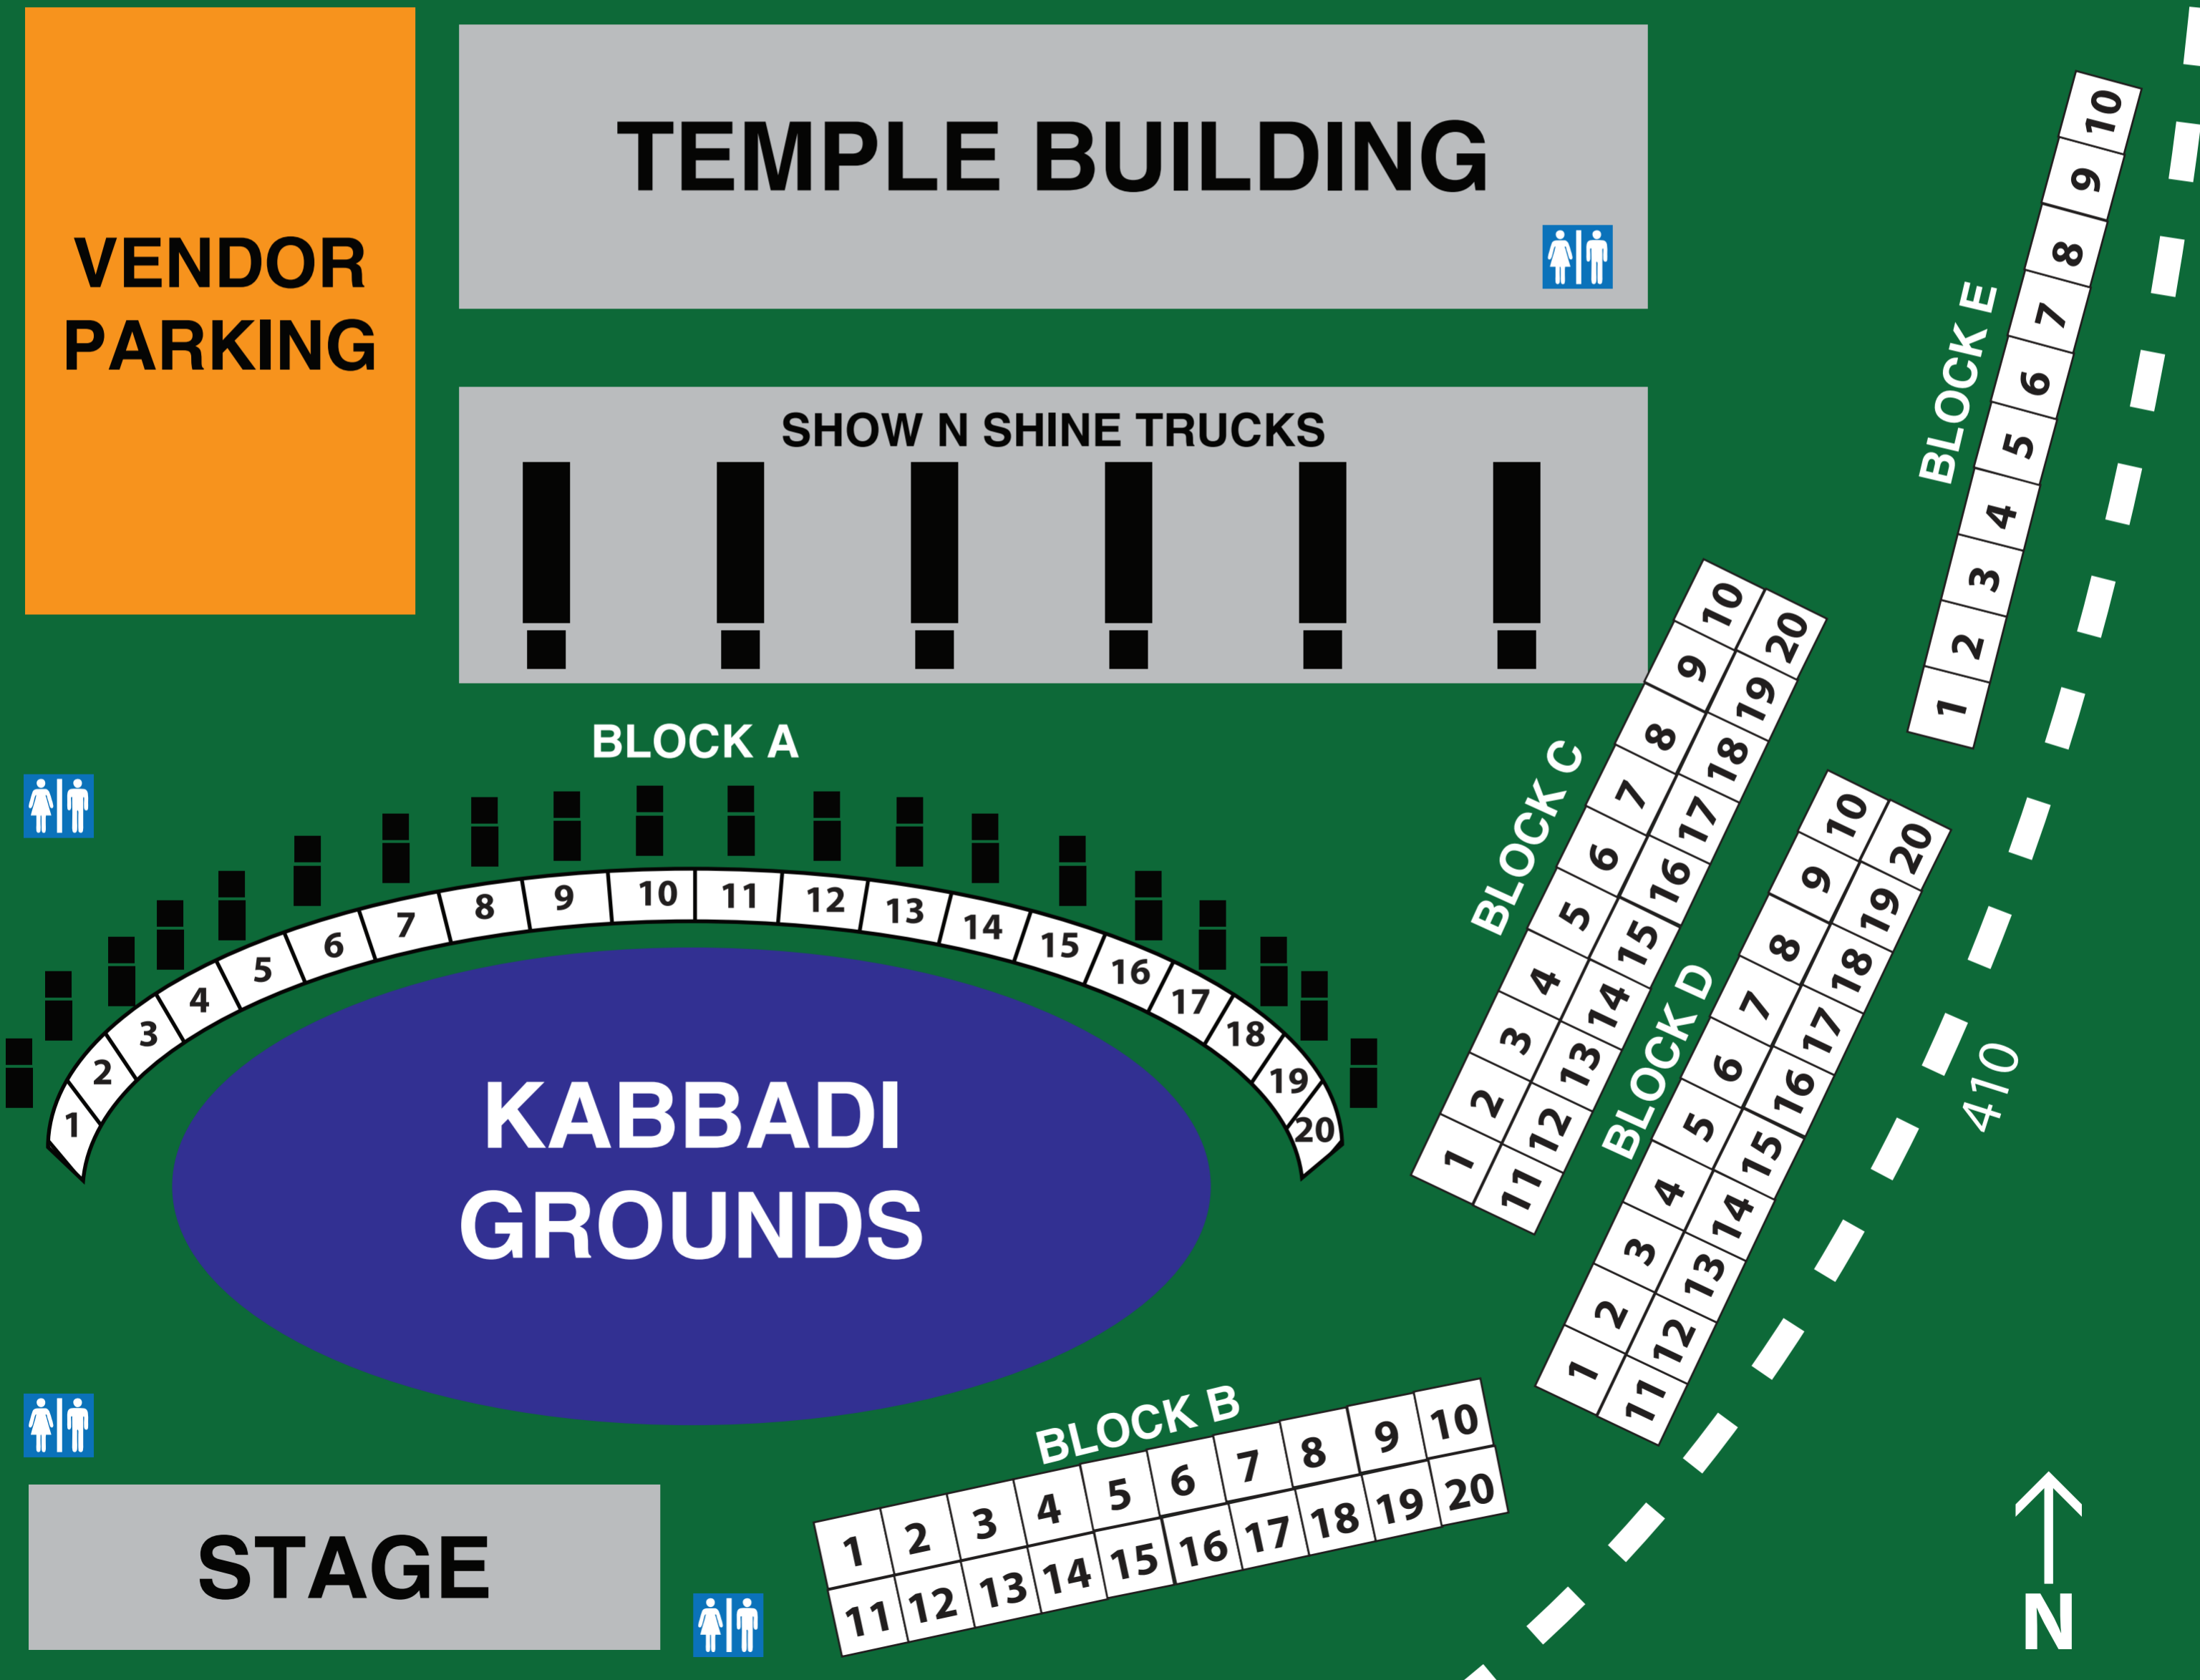 TEMPLE BUILDING
VENDOR
PARKING
SHOW N SHINE TRUCKS
BLOCK E
10
9
8
7
6
5
4
3
2
1
BLOCK A
1 2 3 4 5 6 7 8 9 10 11 12 13 14 15 16 17 18 19 20
BLOCK C
1 2 3 4 5 6 7 8 9 10
11 12 13 14 15 16 17 18 19 20
BLOCK D
1 2 3 4 5 6 7 8 9 10
11 12 13 14 15 16 17 18 19 20
410
KABBADI
GROUNDS
BLOCK B
1 2 3 4 5 6 7 8 9 10
11 12 13 14 15 16 17 18 19 20
STAGE
N